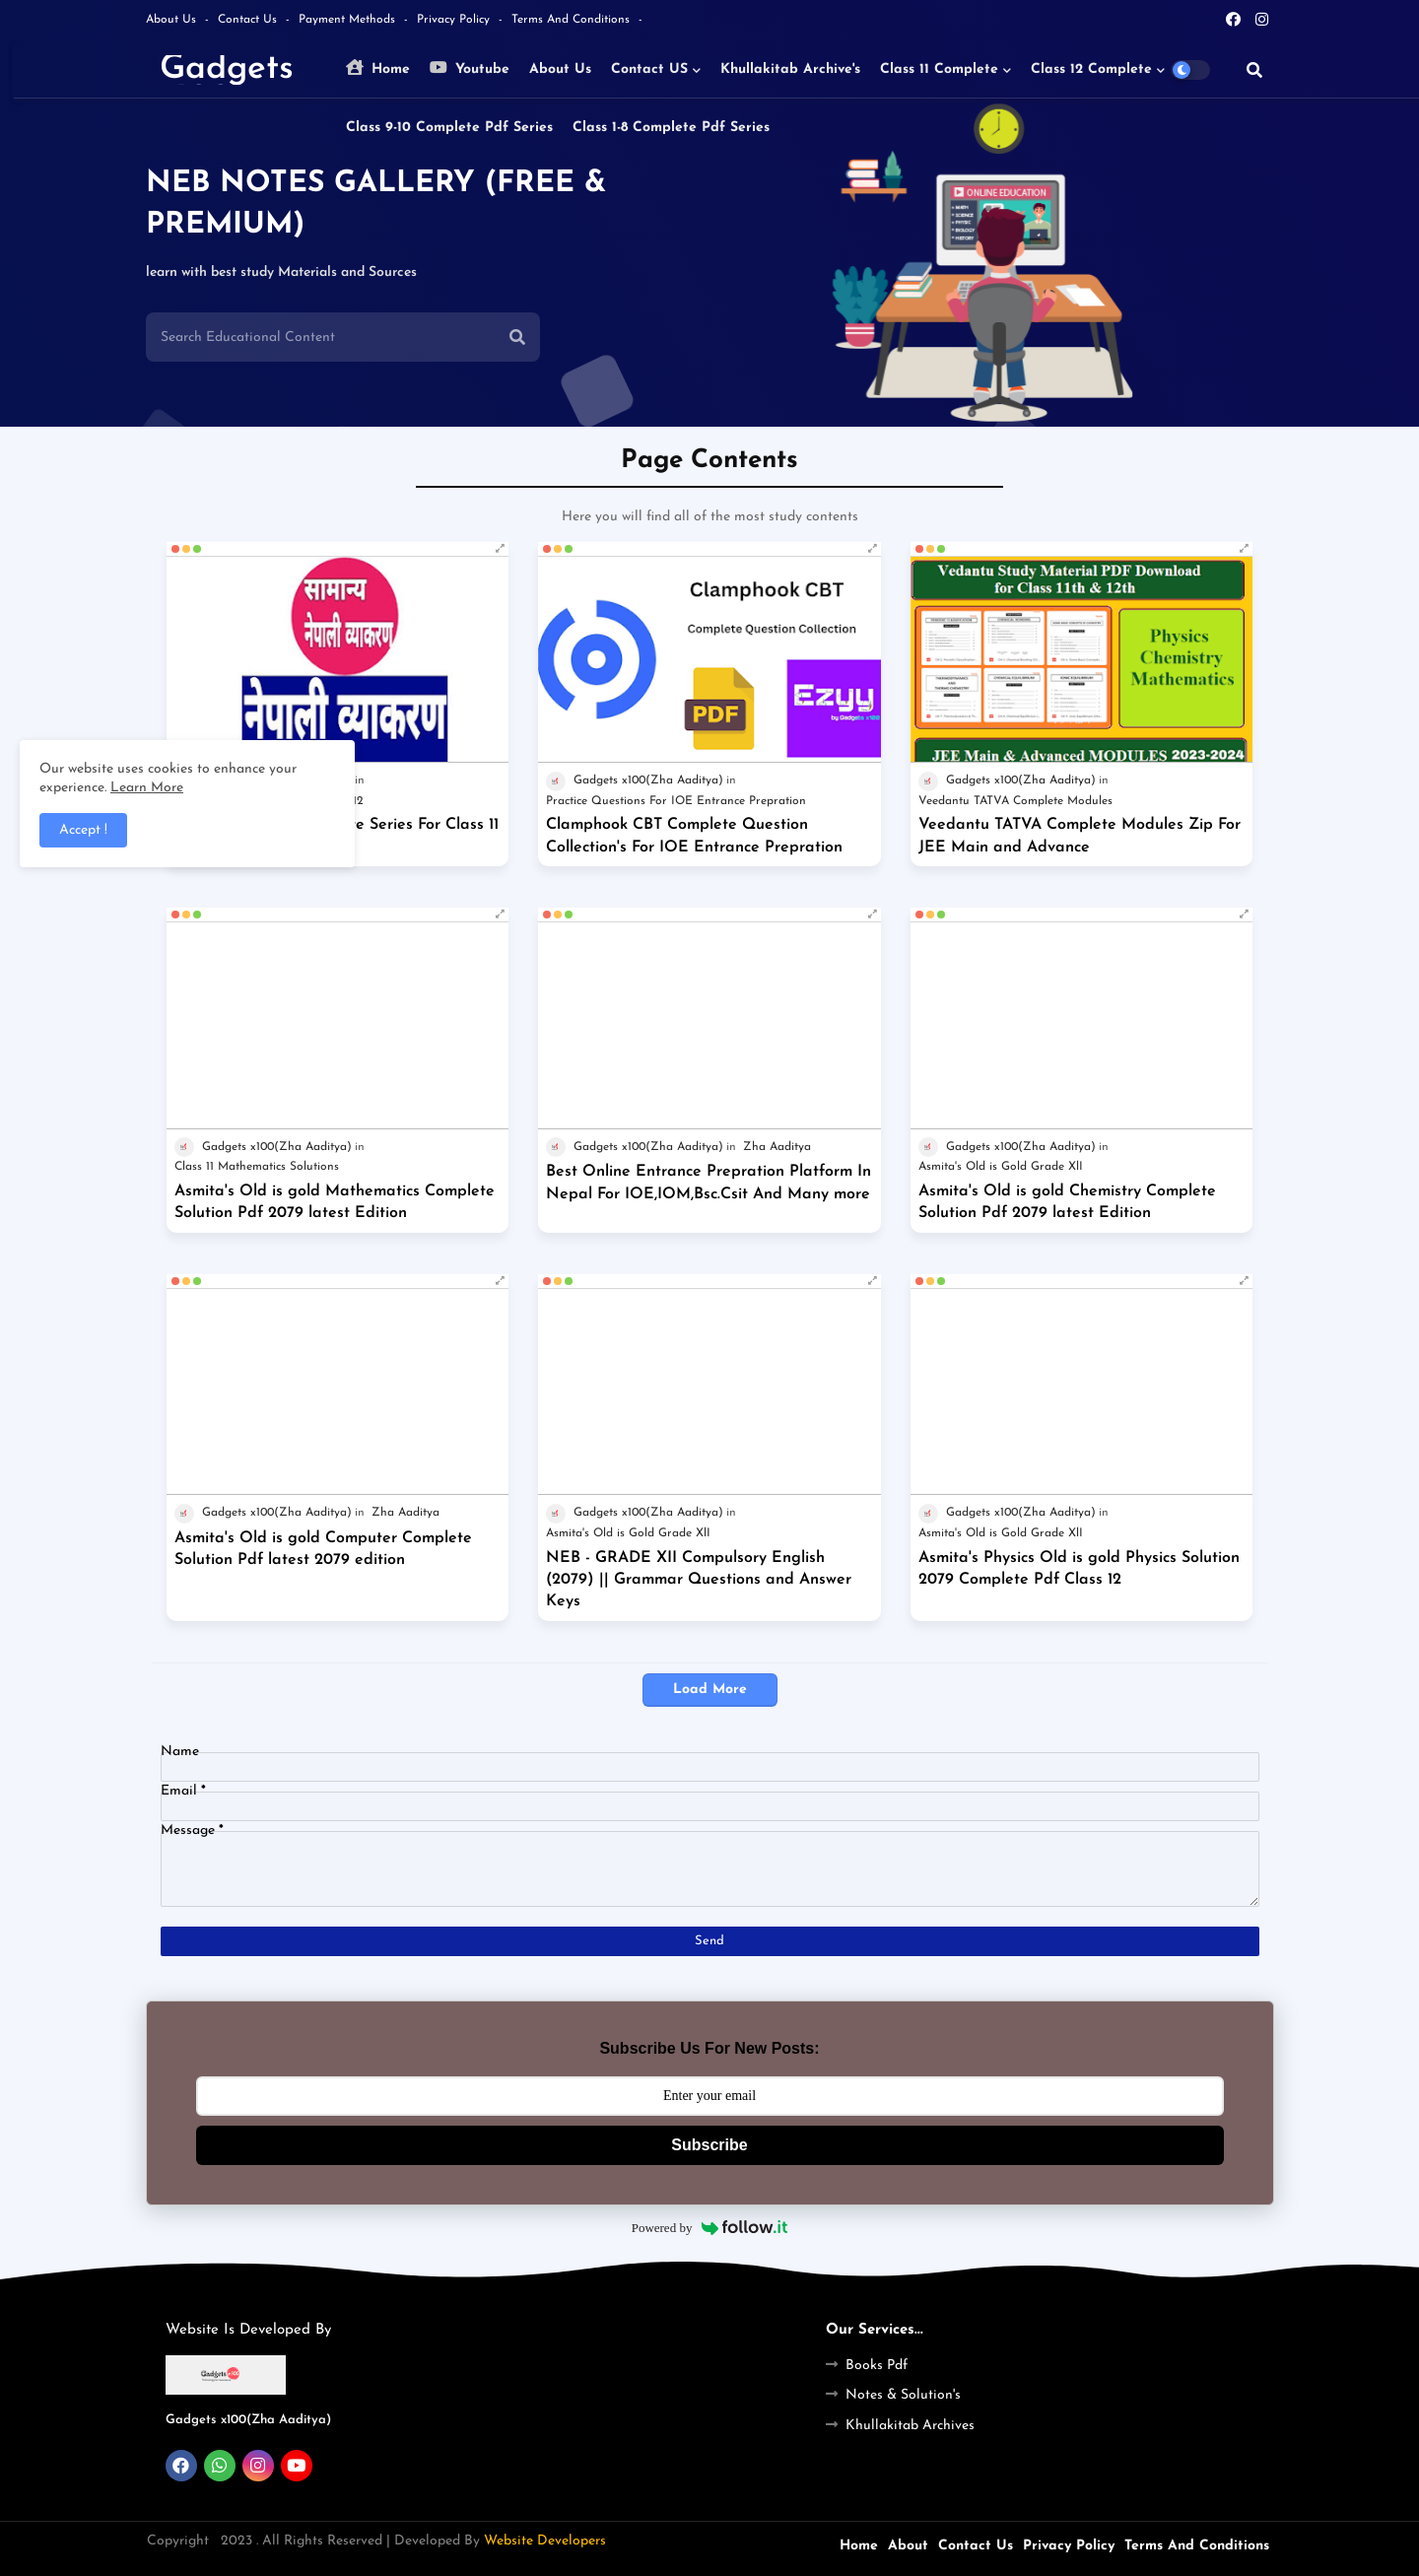 About Us - Contact Us - Payment Methods - Privacy Policy - Terms And Conditions -
Gadgets
Home Youtube About Us Contact US Khullakitab Archive's Class 11 Complete Class 12 Complete
Class 9-10 Complete Pdf Series Class 1-8 Complete Pdf Series
NEB NOTES GALLERY (FREE &
PREMIUM)
learn with best study Materials and Sources
Search Educational Content
ONLINE EDUCATION
MATH
SCIENCE
PHYSIC
BIOLOGY
HISTORY
Page Contents
Here you will find all of the most study contents
सामान्य
नेपाली व्याकरण
नेपाली व्याकरण
in
12
e Series For Class 11
Clamphook CBT
Complete Question Collection
PDF
Ezyy
by Gadgets x100
Gadgets x100(Zha Aaditya) in
Practice Questions For IOE Entrance Prepration
Clamphook CBT Complete Question
Collection's For IOE Entrance Prepration
Vedantu Study Material PDF Download
for Class 11th & 12th
Physics
Chemistry
Mathematics
JEE Main & Advanced MODULES 2023-2024
Gadgets x100(Zha Aaditya) in
Veedantu TATVA Complete Modules
Veedantu TATVA Complete Modules Zip For
JEE Main and Advance
Our website uses cookies to enhance your
experience. Learn More
Accept !
Gadgets x100(Zha Aaditya) in
Class 11 Mathematics Solutions
Asmita's Old is gold Mathematics Complete
Solution Pdf 2079 latest Edition
Gadgets x100(Zha Aaditya) in Zha Aaditya
Best Online Entrance Prepration Platform In
Nepal For IOE,IOM,Bsc.Csit And Many more
Gadgets x100(Zha Aaditya) in
Asmita's Old is Gold Grade XII
Asmita's Old is gold Chemistry Complete
Solution Pdf 2079 latest Edition
Gadgets x100(Zha Aaditya) in Zha Aaditya
Asmita's Old is gold Computer Complete
Solution Pdf latest 2079 edition
Gadgets x100(Zha Aaditya) in
Asmita's Old is Gold Grade XII
NEB - GRADE XII Compulsory English
(2079) || Grammar Questions and Answer
Keys
Gadgets x100(Zha Aaditya) in
Asmita's Old is Gold Grade XII
Asmita's Physics Old is gold Physics Solution
2079 Complete Pdf Class 12
Load More
Name
Email *
Message *
Send
Subscribe Us For New Posts:
Enter your email
Subscribe
Powered by follow.it
Website Is Developed By
Gadgets x100
Gadgets x100(Zha Aaditya)
Our Services...
Books Pdf
Notes & Solution's
Khullakitab Archives
Copyright 2023 . All Rights Reserved | Developed By Website Developers
Home About Contact Us Privacy Policy Terms And Conditions